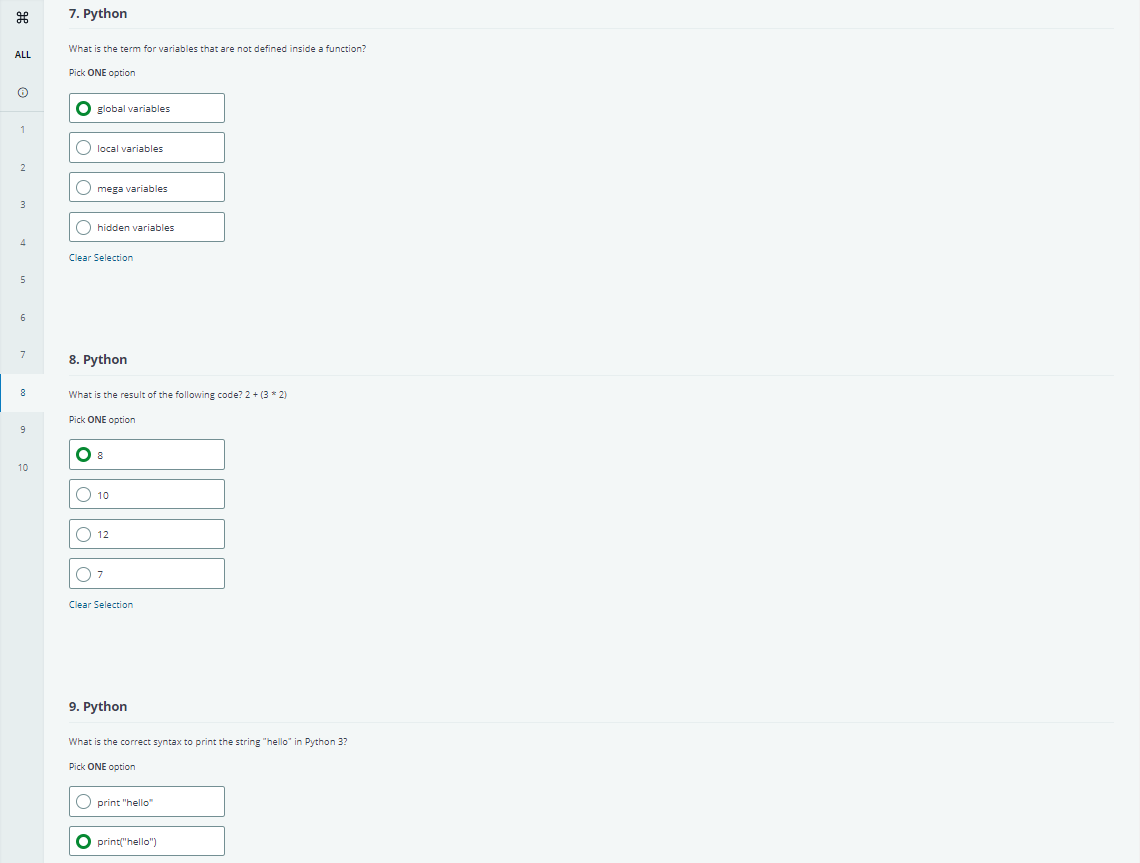 ⌘
ALL
1
2
3
4
5
6
7
8
9
10
7. Python
What is the term for variables that are not defined inside a function?
Pick ONE option
global variables
local variables
mega variables
hidden variables
Clear Selection
8. Python
What is the result of the following code? 2 + (3 * 2)
Pick ONE option
8
10
12
7
Clear Selection
9. Python
What is the correct syntax to print the string "hello" in Python 3?
Pick ONE option
print "hello"
print("hello")